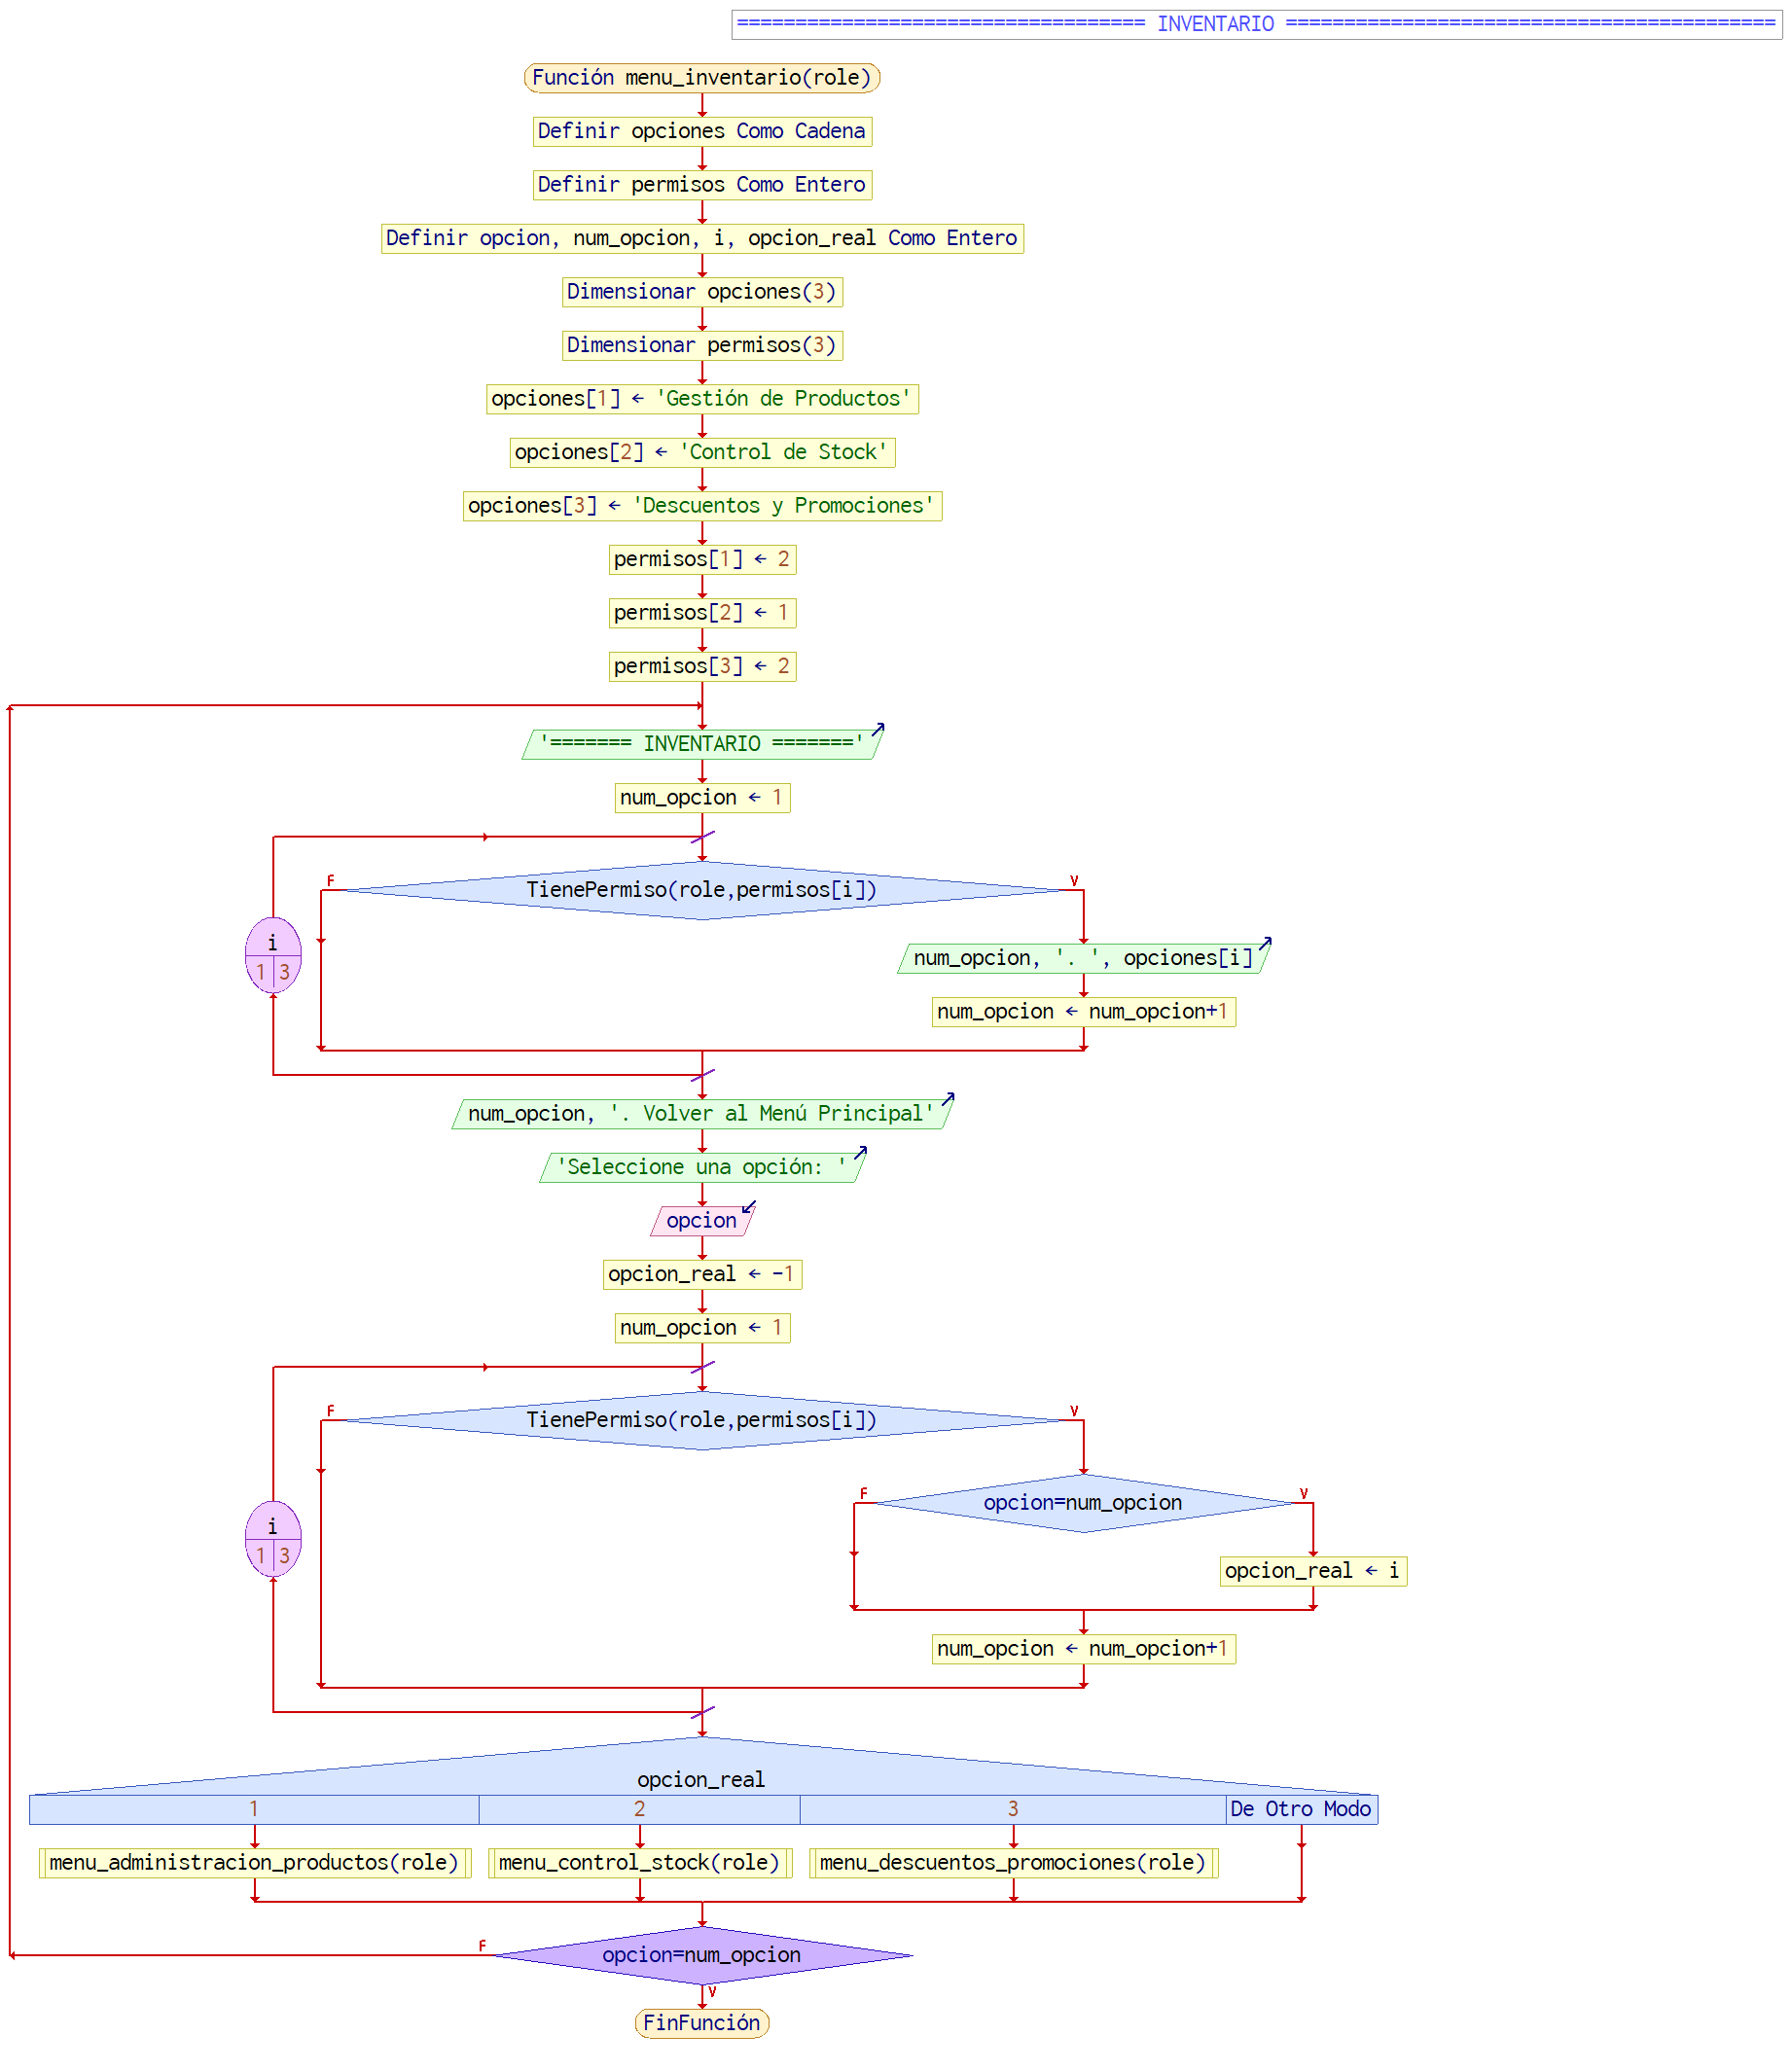 =================================== INVENTARIO ==========================================
Función menu_inventario(role)
Definir opciones Como Cadena
Definir permisos Como Entero
Definir opcion, num_opcion, i, opcion_real Como Entero
Dimensionar opciones(3)
Dimensionar permisos(3)
opciones[1] ← 'Gestión de Productos'
opciones[2] ← 'Control de Stock'
opciones[3] ← 'Descuentos y Promociones'
permisos[1] ← 2
permisos[2] ← 1
permisos[3] ← 2
'======= INVENTARIO ======='
num_opcion ← 1
F
TienePermiso(role,permisos[i])
V
i
1 3
num_opcion, '. ', opciones[i]
num_opcion ← num_opcion+1
num_opcion, '. Volver al Menú Principal'
'Seleccione una opción: '
opcion
opcion_real ← -1
num_opcion ← 1
F
TienePermiso(role,permisos[i])
V
F
opcion=num_opcion
V
i
1 3
opcion_real ← i
num_opcion ← num_opcion+1
opcion_real
1 2 3 De Otro Modo
menu_administracion_productos(role)
menu_control_stock(role)
menu_descuentos_promociones(role)
F
opcion=num_opcion
V
FinFunción